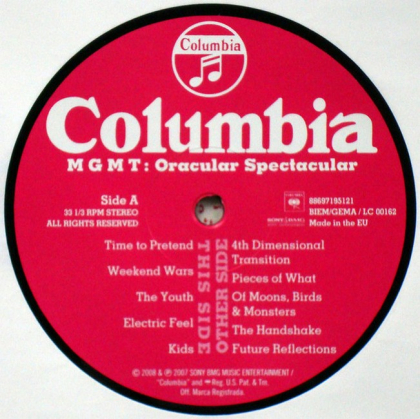 Columbia
Columbia
MGMT: Oracular Spectacular
Side A
33 1/3 RPM STEREO
ALL RIGHTS RESERVED
88697195121
BIEM/GEMA / LC 00162
Made in the EU
Time to Pretend
Weekend Wars
The Youth
Electric Feel
Kids
THIS SIDE
OTHER SIDE
4th Dimensional
Transition
Pieces of What
Of Moons, Birds
& Monsters
The Handshake
Future Reflections
© 2008 & ℗ 2007 SONY BMG MUSIC ENTERTAINMENT /
"Columbia" and Reg. U.S. Pat. & Tm.
Off. Marca Registrada.